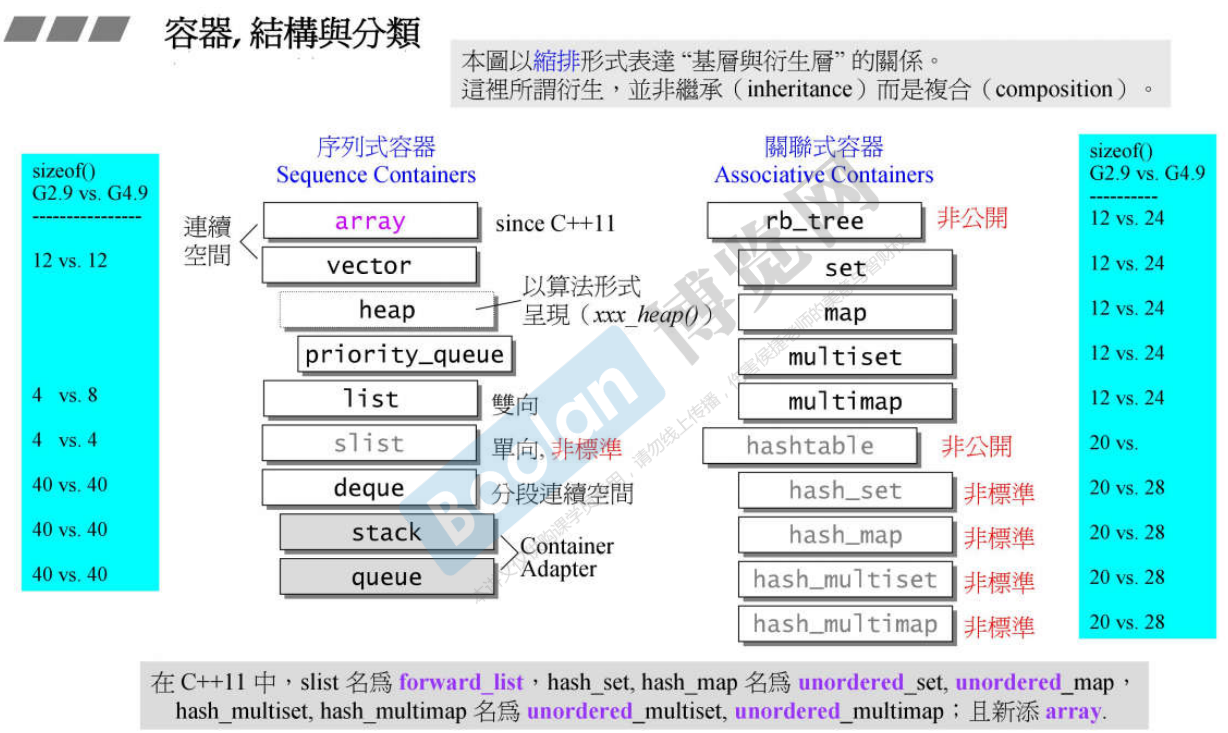 容器, 結構與分類
本圖以縮排形式表達 “基層與衍生層” 的關係。
這裡所謂衍生，並非繼承（inheritance）而是複合（composition）。
sizeof()
G2.9 vs. G4.9
-----------------
12 vs. 12
4 vs. 8
4 vs. 4
40 vs. 40
40 vs. 40
40 vs. 40
序列式容器
Sequence Containers
連續
空間
array
since C++11
vector
heap
以算法形式
呈現（xxx_heap()）
priority_queue
list
雙向
slist
單向, 非標準
deque
分段連續空間
stack
queue
Container
Adapter
關聯式容器
Associative Containers
rb_tree
非公開
set
map
multiset
multimap
hashtable
非公開
hash_set
非標準
hash_map
非標準
hash_multiset
非標準
hash_multimap
非標準
sizeof()
G2.9 vs. G4.9
----------
12 vs. 24
12 vs. 24
12 vs. 24
12 vs. 24
12 vs. 24
20 vs.
20 vs. 28
20 vs. 28
20 vs. 28
20 vs. 28
Boolan 博览网
在 C++11 中，slist 名爲 forward_list，hash_set, hash_map 名爲 unordered_set, unordered_map，
hash_multiset, hash_multimap 名爲 unordered_multiset, unordered_multimap；且新添 array.